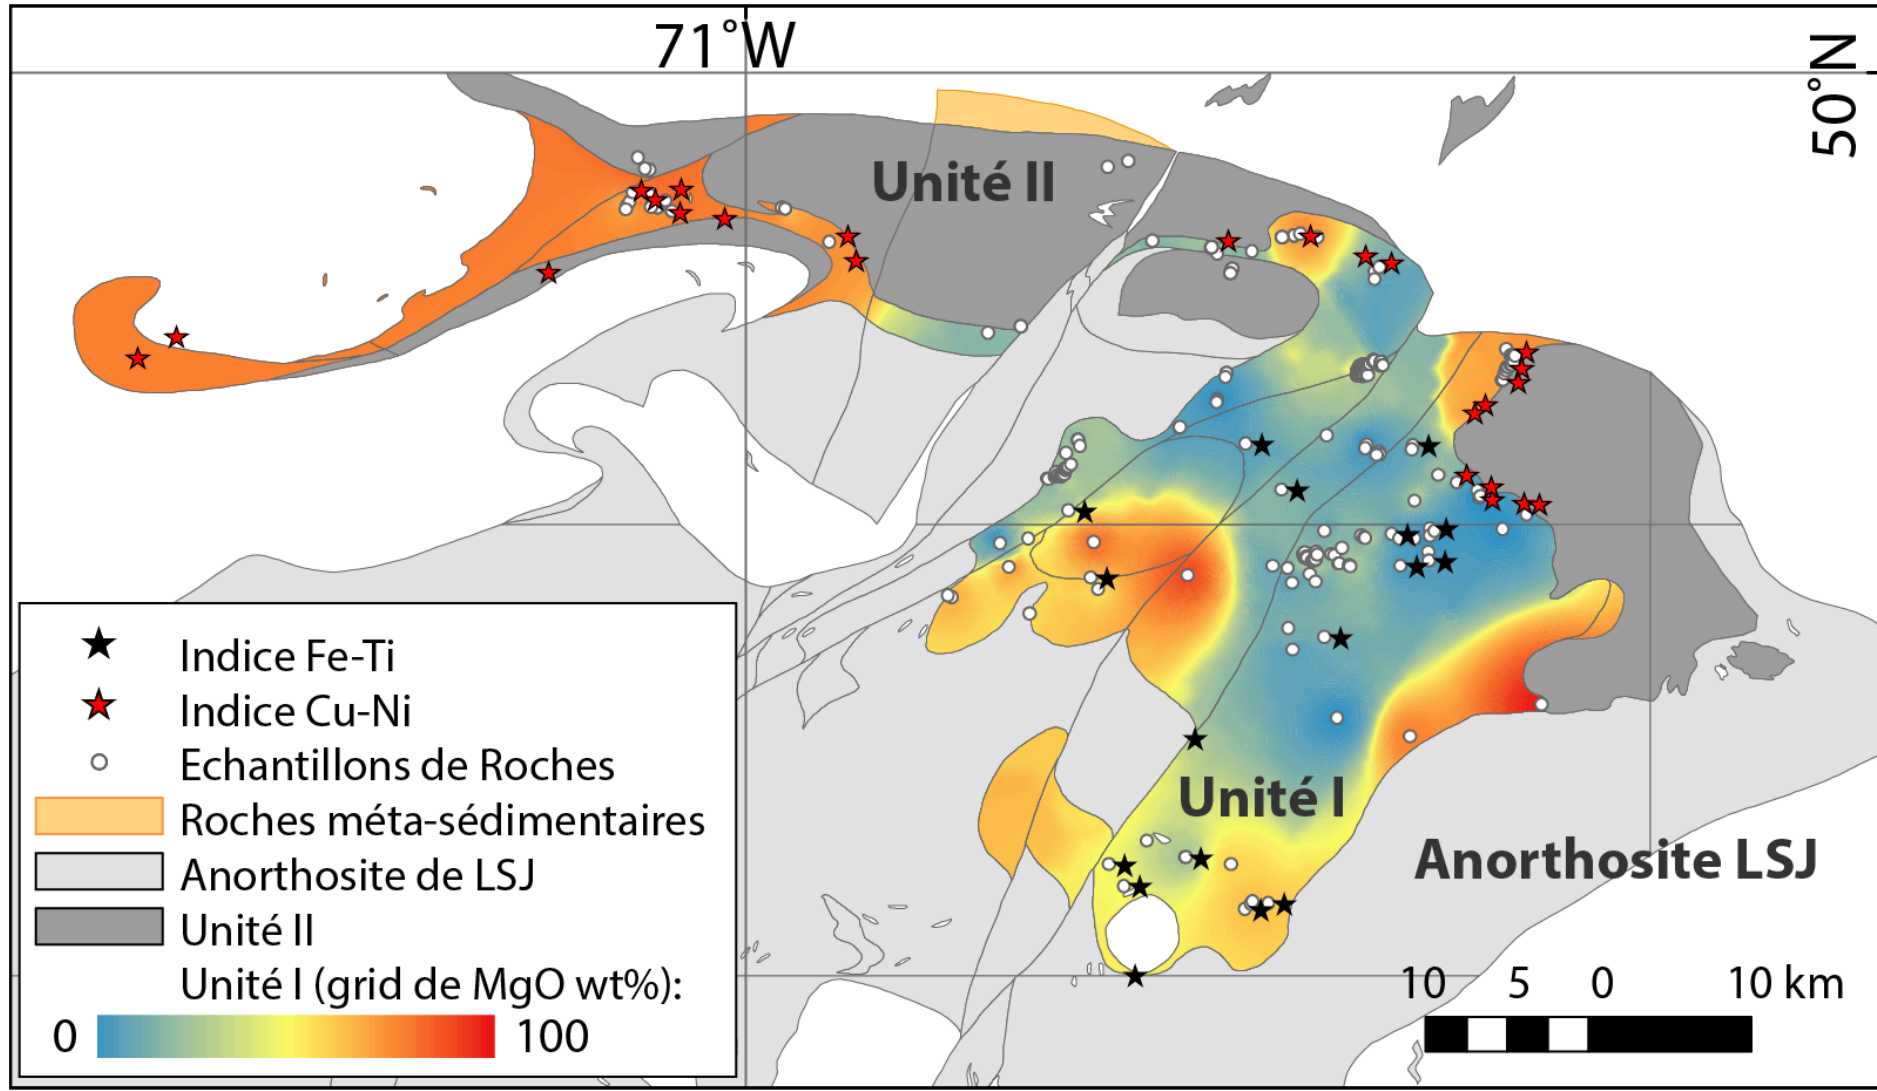 71°W
50°N
Unité II
Unité I
Anorthosite LSJ
Indice Fe-Ti
Indice Cu-Ni
Echantillons de Roches
Roches méta-sédimentaires
Anorthosite de LSJ
Unité II
Unité I (grid de MgO wt%):
0 100
10 5 0 10 km